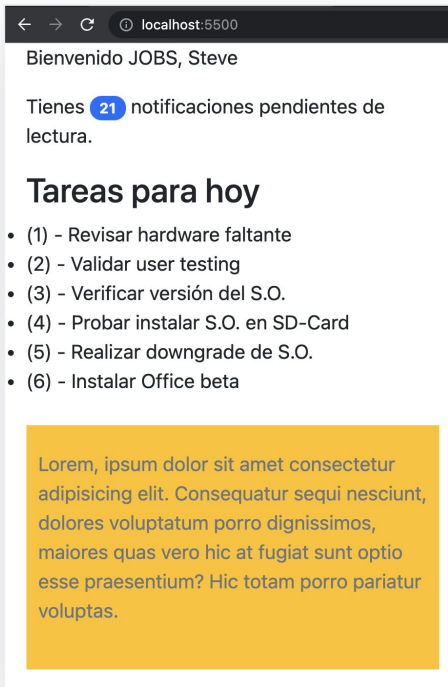 localhost:5500
Bienvenido JOBS, Steve
Tienes 21 notificaciones pendientes de
lectura.
Tareas para hoy
• (1) - Revisar hardware faltante
• (2) - Validar user testing
• (3) - Verificar versión del S.O.
• (4) - Probar instalar S.O. en SD-Card
• (5) - Realizar downgrade de S.O.
• (6) - Instalar Office beta
Lorem, ipsum dolor sit amet consectetur
adipisicing elit. Consequatur sequi nesciunt,
dolores voluptatum porro dignissimos,
maiores quas vero hic at fugiat sunt optio
esse praesentium? Hic totam porro pariatur
voluptas.